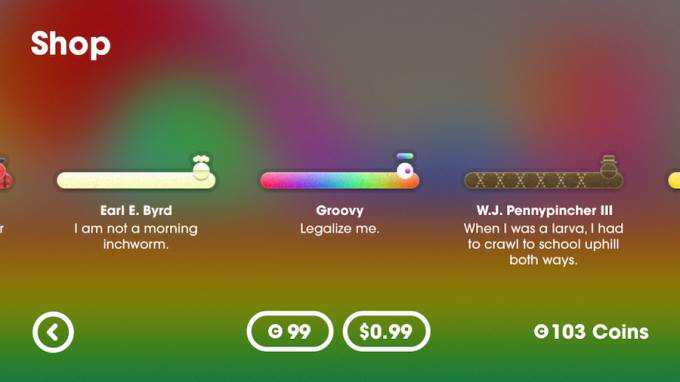 Shop
Earl E. Byrd
I am not a morning
inchworm.
Groovy
Legalize me.
W.J. Pennypincher III
When I was a larva, I had
to crawl to school uphill
both ways.
r
99
$0.99
103 Coins